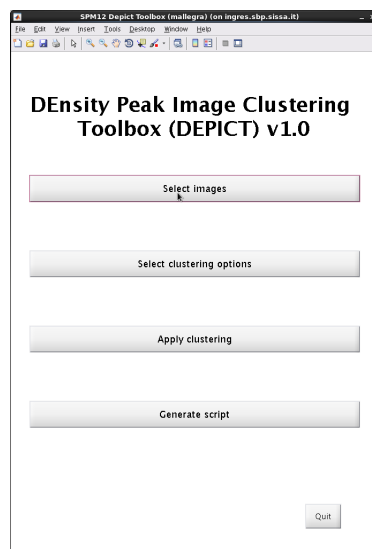 SPM12 Depict Toolbox (mallegra) (on ingres.sbp.sissa.it)
File Edit View Insert Tools Desktop Window Help
DEnsity Peak Image Clustering
Toolbox (DEPICT) v1.0
Select images
Select clustering options
Apply clustering
Generate script
Quit